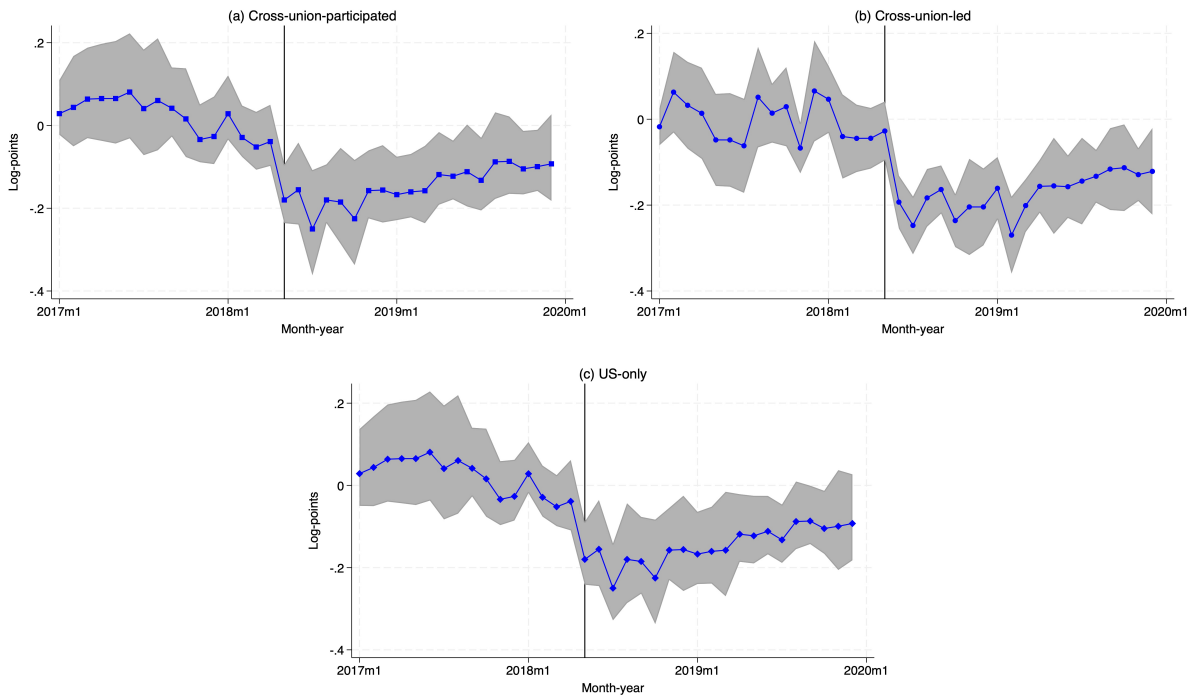 (a) Cross-union-participated
.2
0
-.2
-.4
Log-points
2017m1 2018m1 2019m1 2020m1
Month-year
(b) Cross-union-led
.2
0
-.2
-.4
Log-points
2017m1 2018m1 2019m1 2020m1
Month-year
(c) US-only
.2
0
-.2
-.4
Log-points
2017m1 2018m1 2019m1 2020m1
Month-year